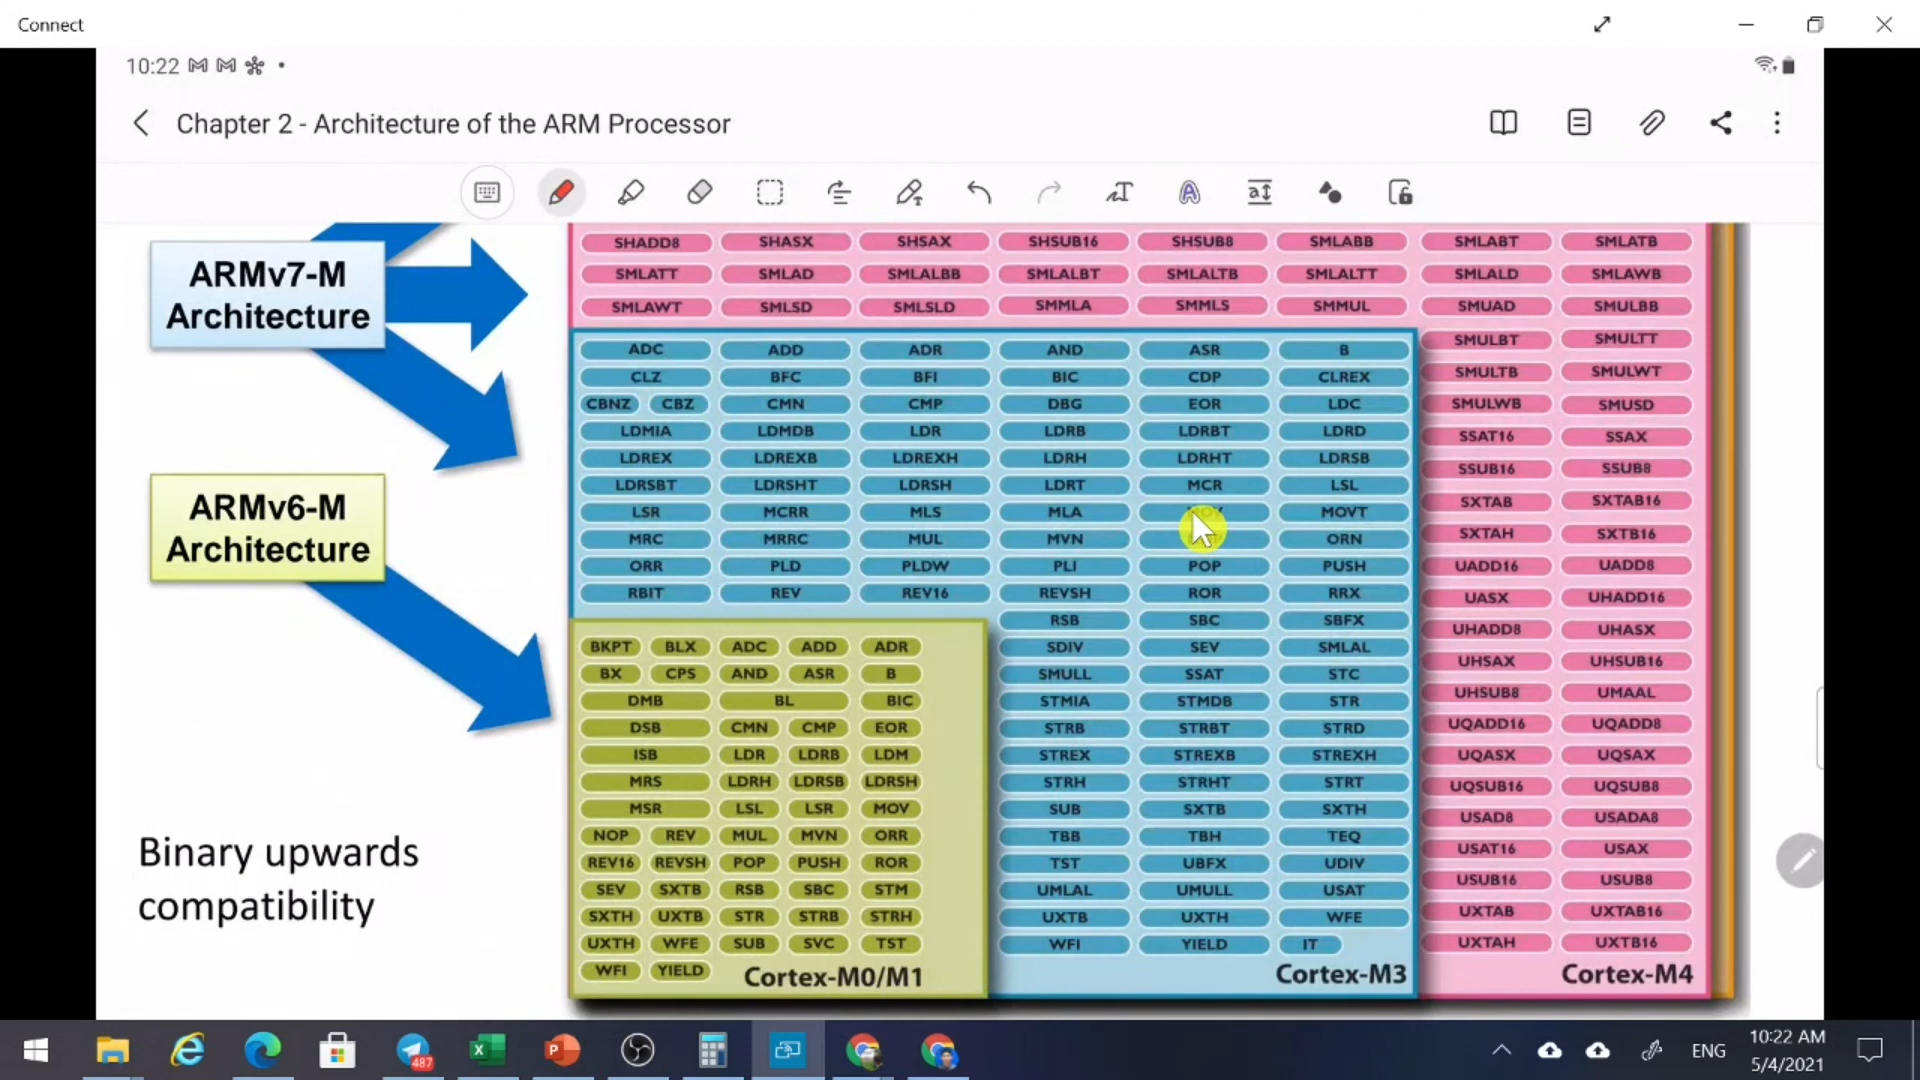 Connect
10:22
Chapter 2 - Architecture of the ARM Processor
ARMv7-M
Architecture
ARMv6-M
Architecture
Binary upwards
compatibility
SHADD8 SHASX SHSAX SHSUB16 SHSUB8 SMLABB SMLABT SMLATB
SMLATT SMLAD SMLALBB SMLALBT SMLALTB SMLALTT SMLALD SMLAWB
SMLAWT SMLSD SMLSLD SMMLA SMMLS SMMUL SMUAD SMULBB
ADC ADD ADR AND ASR B
CLZ BFC BFI BIC CDP CLREX
CBNZ CBZ CMN CMP DBG EOR LDC
LDMIA LDMDB LDR LDRB LDRBT LDRD
LDREX LDREXB LDREXH LDRH LDRHT LDRSB
LDRSBT LDRSHT LDRSH LDRT MCR LSL
LSR MCRR MLS MLA MOV MOVT
MRC MRRC MUL MVN ORN
ORR PLD PLDW PLI POP PUSH
RBIT REV REV16 REVSH ROR RRX
RSB SBC SBFX
SDIV SEV SMLAL
SMULL SSAT STC
STMIA STMDB STR
STRB STRBT STRD
STREX STREXB STREXH
STRH STRHT STRT
SUB SXTB SXTH
TBB TBH TEQ
TST UBFX UDIV
UMLAL UMULL USAT
UXTB UXTH WFE
WFI YIELD IT
Cortex-M3
BKPT BLX ADC ADD ADR
BX CPS AND ASR B
DMB BL BIC
DSB CMN CMP EOR
ISB LDR LDRB LDM
MRS LDRH LDRSB LDRSH
MSR LSL LSR MOV
NOP REV MUL MVN ORR
REV16 REVSH POP PUSH ROR
SEV SXTB RSB SBC STM
SXTH UXTB STR STRB STRH
UXTH WFE SUB SVC TST
WFI YIELD
Cortex-M0/M1
SMULBT SMULTT
SMULTB SMULWT
SMULWB SMUSD
SSAT16 SSAX
SSUB16 SSUB8
SXTAB SXTAB16
SXTAH SXTB16
UADD16 UADD8
UASX UHADD16
UHADD8 UHASX
UHSAX UHSUB16
UHSUB8 UMAAL
UQADD16 UQADD8
UQASX UQSAX
UQSUB16 UQSUB8
USAD8 USADA8
USAT16 USAX
USUB16 USUB8
UXTAB UXTAB16
UXTAH UXTB16
Cortex-M4
487
ENG
10:22 AM
5/4/2021